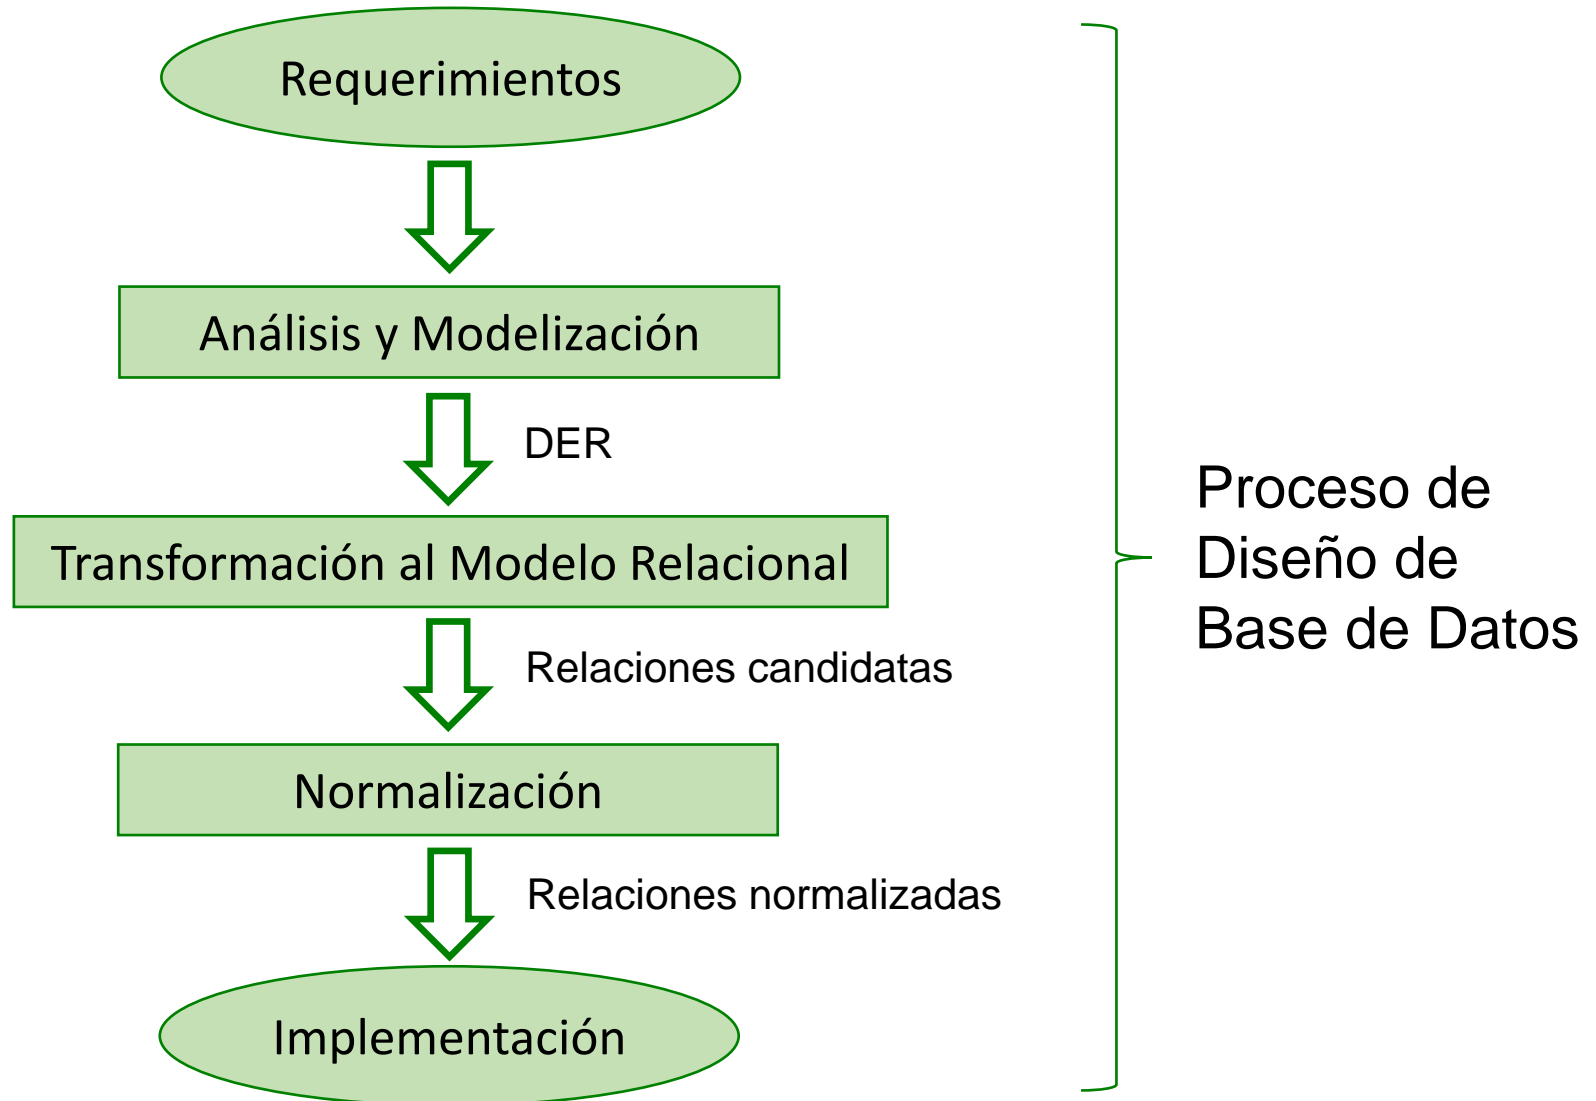 Requerimientos
Análisis y Modelización
DER
Transformación al Modelo Relacional
Relaciones candidatas
Normalización
Relaciones normalizadas
Implementación
Proceso de
Diseño de
Base de Datos